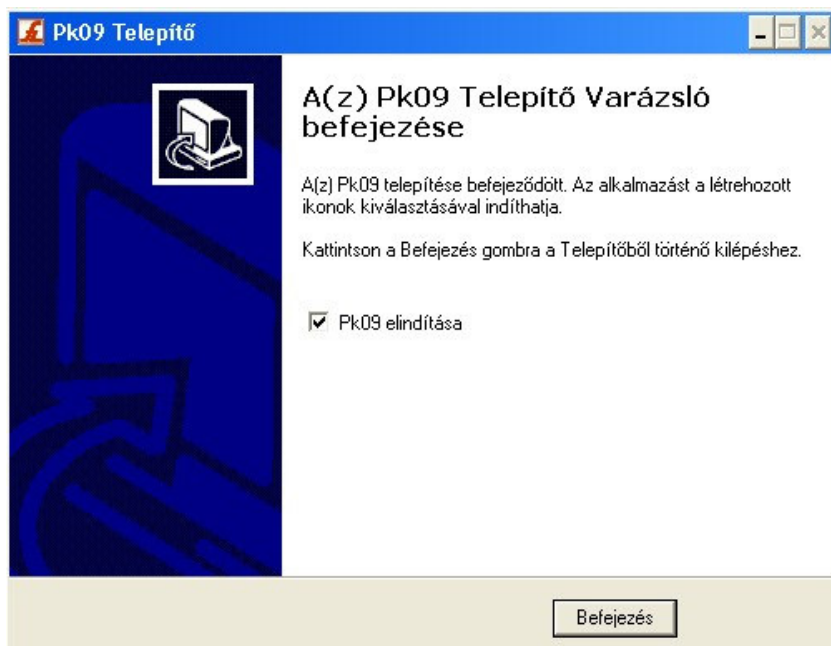 Pk09 Telepítő
A(z) Pk09 Telepítő Varázsló
befejezése
A(z) Pk09 telepítése befejeződött. Az alkalmazást a létrehozott
ikonok kiválasztásával indíthatja.
Kattintson a Befejezés gombra a Telepítőből történő kilépéshez.
Pk09 elindítása
Befejezés